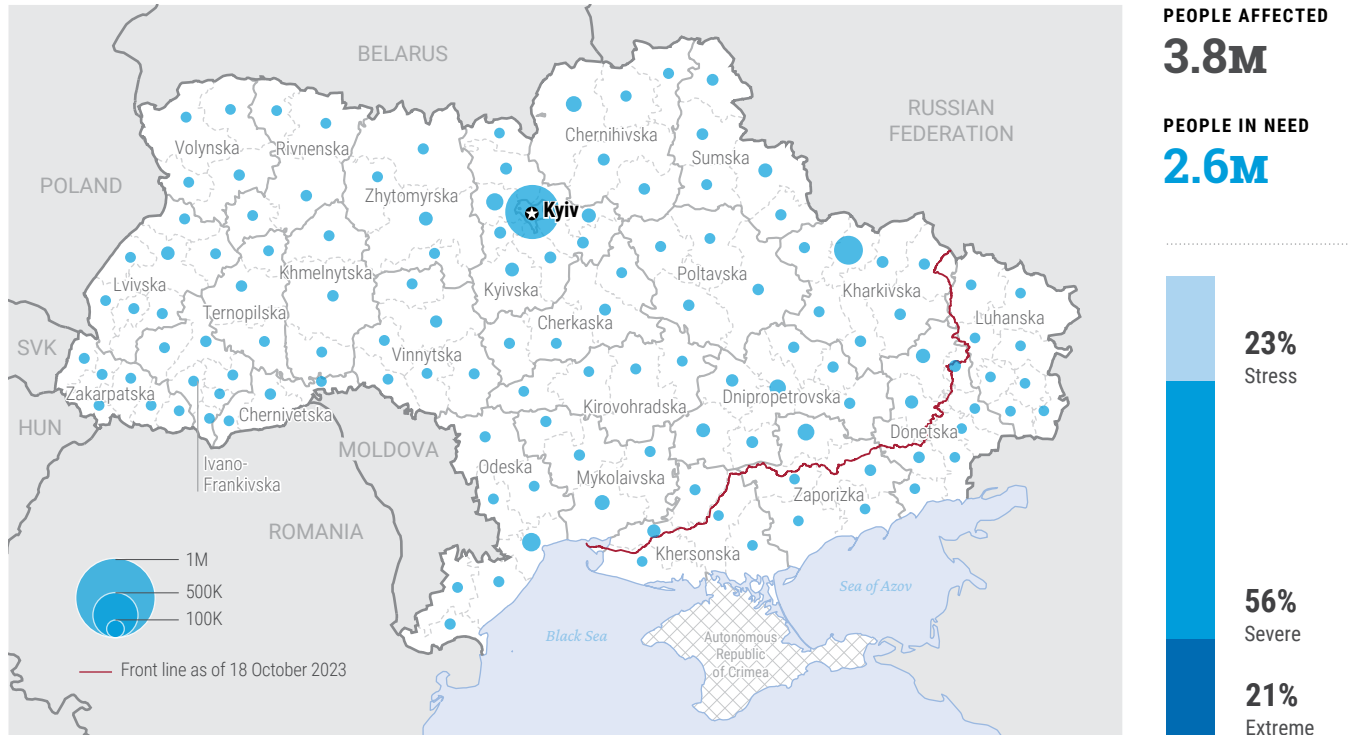 BELARUS
RUSSIAN
FEDERATION
POLAND
SVK
HUN
MOLDOVA
ROMANIA
Volynska
Rivnenska
Zhytomyrska
Chernihivska
Sumska
Kyiv
Lvivska
Ternopilska
Khmelnytska
Kyivska
Poltavska
Kharkivska
Luhanska
Cherkaska
Vinnytska
Zakarpatska
Chernivetska
Ivano-
Frankivska
Kirovohradska
Dnipropetrovska
Donetska
Odeska
Mykolaivska
Zaporizka
Khersonska
Sea of Azov
Black Sea
Autonomous
Republic
of Crimea
1M
500K
100K
Front line as of 18 October 2023
PEOPLE AFFECTED
3.8M
PEOPLE IN NEED
2.6M
23%
Stress
56%
Severe
21%
Extreme